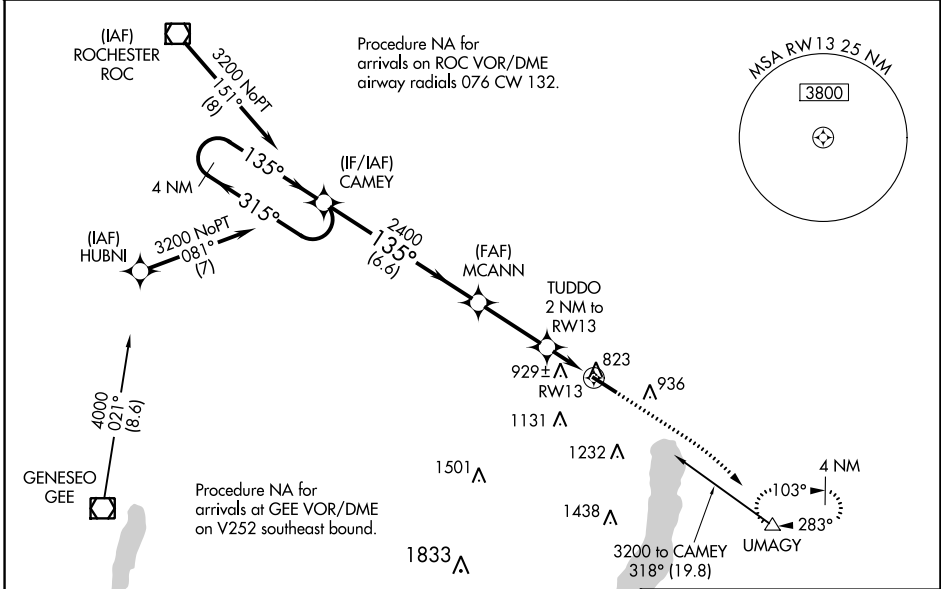 (IAF)
ROCHESTER
ROC
3200 NoPT
151°
(8)
Procedure NA for
arrivals on ROC VOR/DME
airway radials 076 CW 132.
MSA RW13 25 NM
3800
135°
4 NM
315°
(IF/IAF)
CAMEY
(IAF)
HUBNI
3200 NoPT
081°
(7)
2400
135°
(6.6)
(FAF)
MCANN
TUDDO
2 NM to
RW13
929±
823
RW13
936
1131
1232
4000
021°
(8.6)
GENESEO
GEE
Procedure NA for
arrivals at GEE VOR/DME
on V252 southeast bound.
1501
1438
1833
4 NM
103°
283°
UMAGY
3200 to CAMEY
318° (19.8)